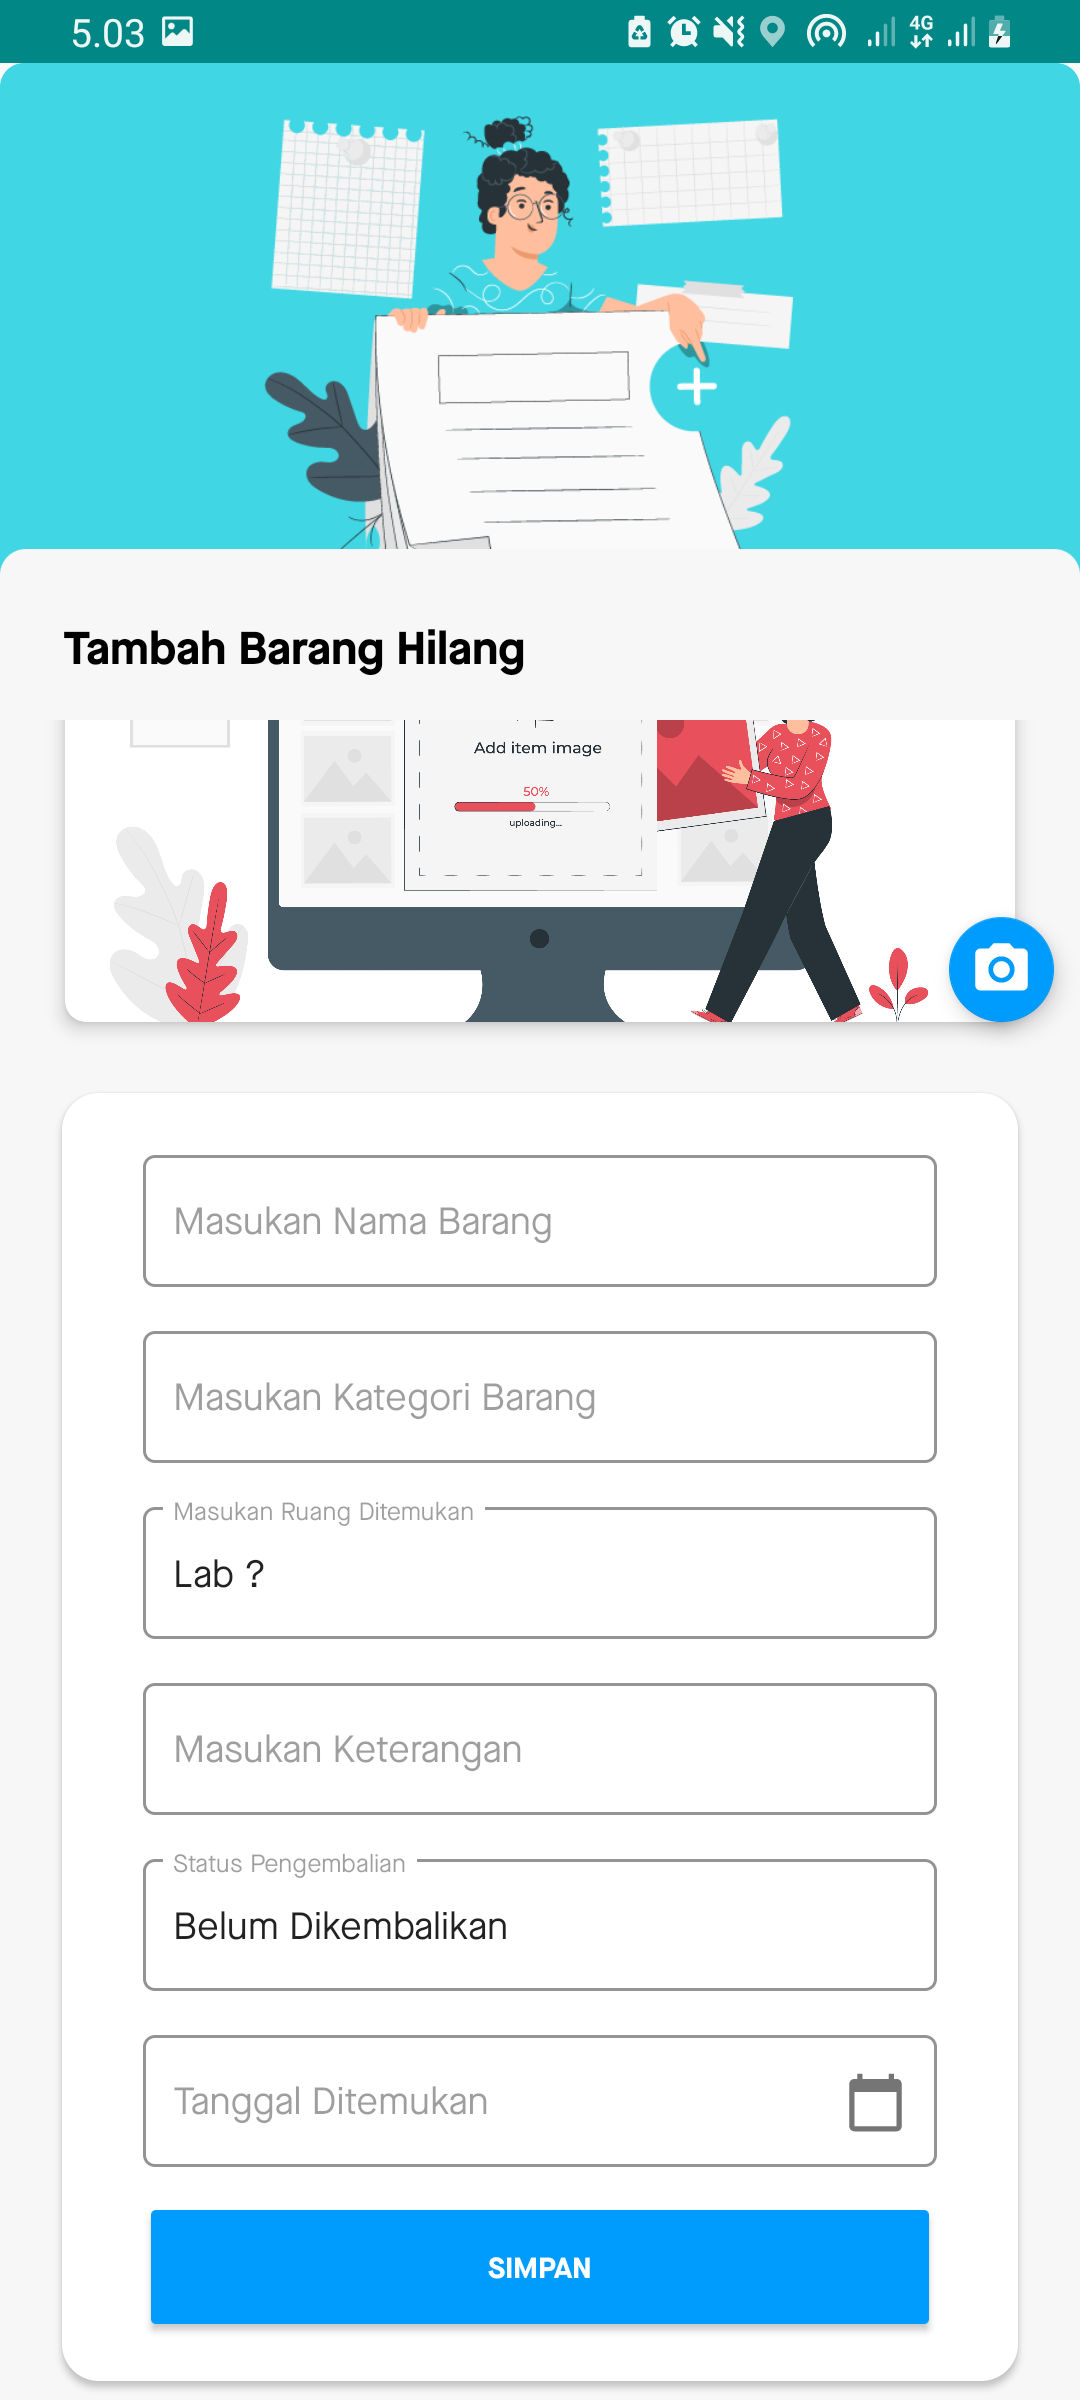 5.03
4G
Tambah Barang Hilang
Add item image
50%
uploading...
Masukan Nama Barang
Masukan Kategori Barang
Masukan Ruang Ditemukan
Lab ?
Masukan Keterangan
Status Pengembalian
Belum Dikembalikan
Tanggal Ditemukan
SIMPAN